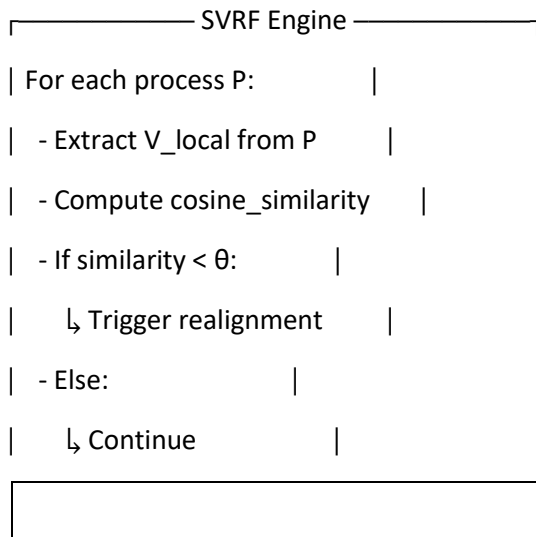 ┌────────── SVRF Engine ──────────┐
│ For each process P: │
│ - Extract V_local from P │
│ - Compute cosine_similarity │
│ - If similarity < θ: │
│ ↳ Trigger realignment │
│ - Else: │
│ ↳ Continue │